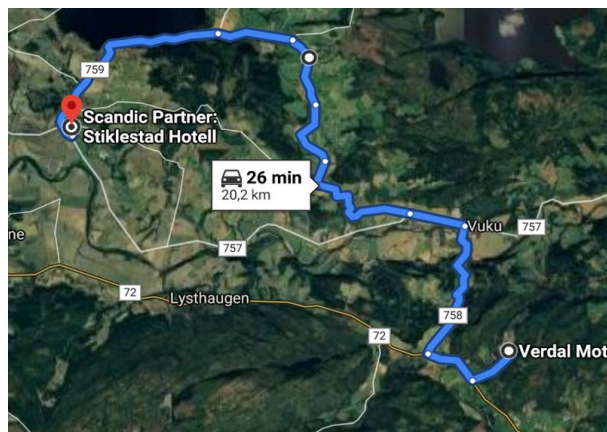 759
Scandic Partner:
Stiklestad Hotell
26 min
20,2 km
Vuku
757
ne
757
72
Lysthaugen
758
72
Verdal Mot